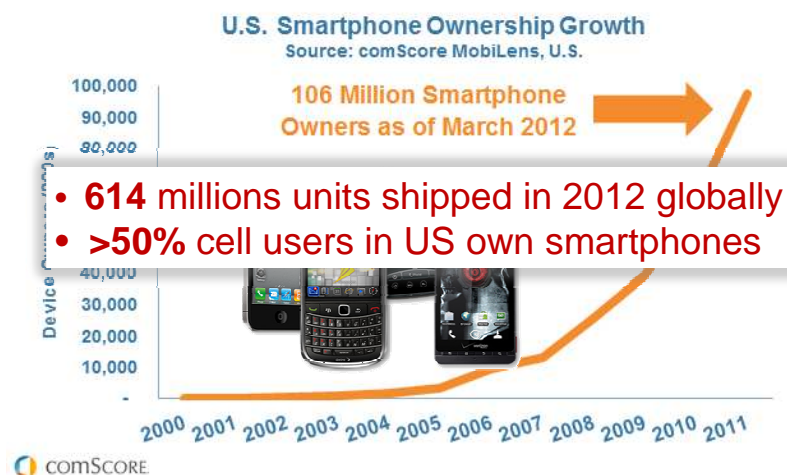 U.S. Smartphone Ownership Growth
Source: comScore MobiLens, U.S.
100,000
90,000
80,000
40,000
30,000
20,000
10,000
-
Device
106 Million Smartphone
Owners as of March 2012
• 614 millions units shipped in 2012 globally
• >50% cell users in US own smartphones
2000 2001 2002 2003 2004 2005 2006 2007 2008 2009 2010 2011
comSCORE